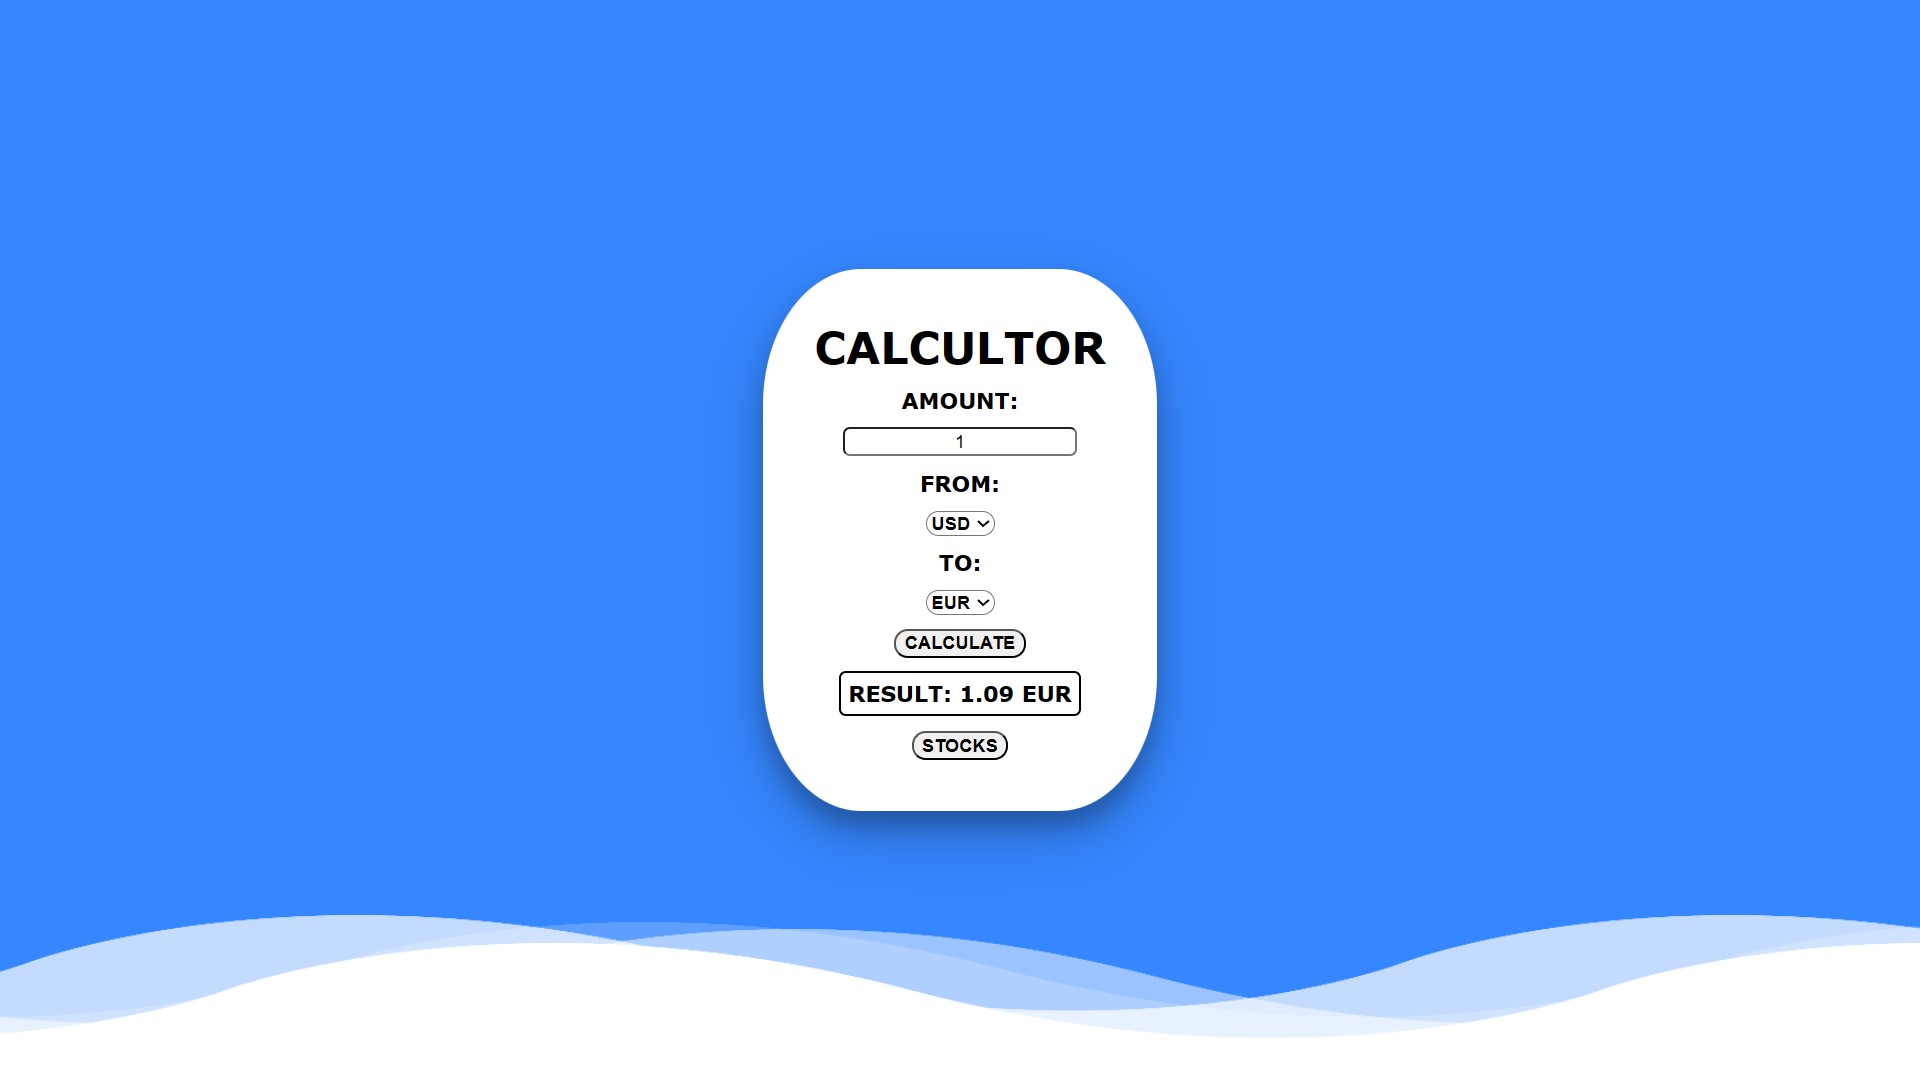 CALCULTOR
AMOUNT:
1
FROM:
USD
TO:
EUR
CALCULATE
RESULT: 1.09 EUR
STOCKS